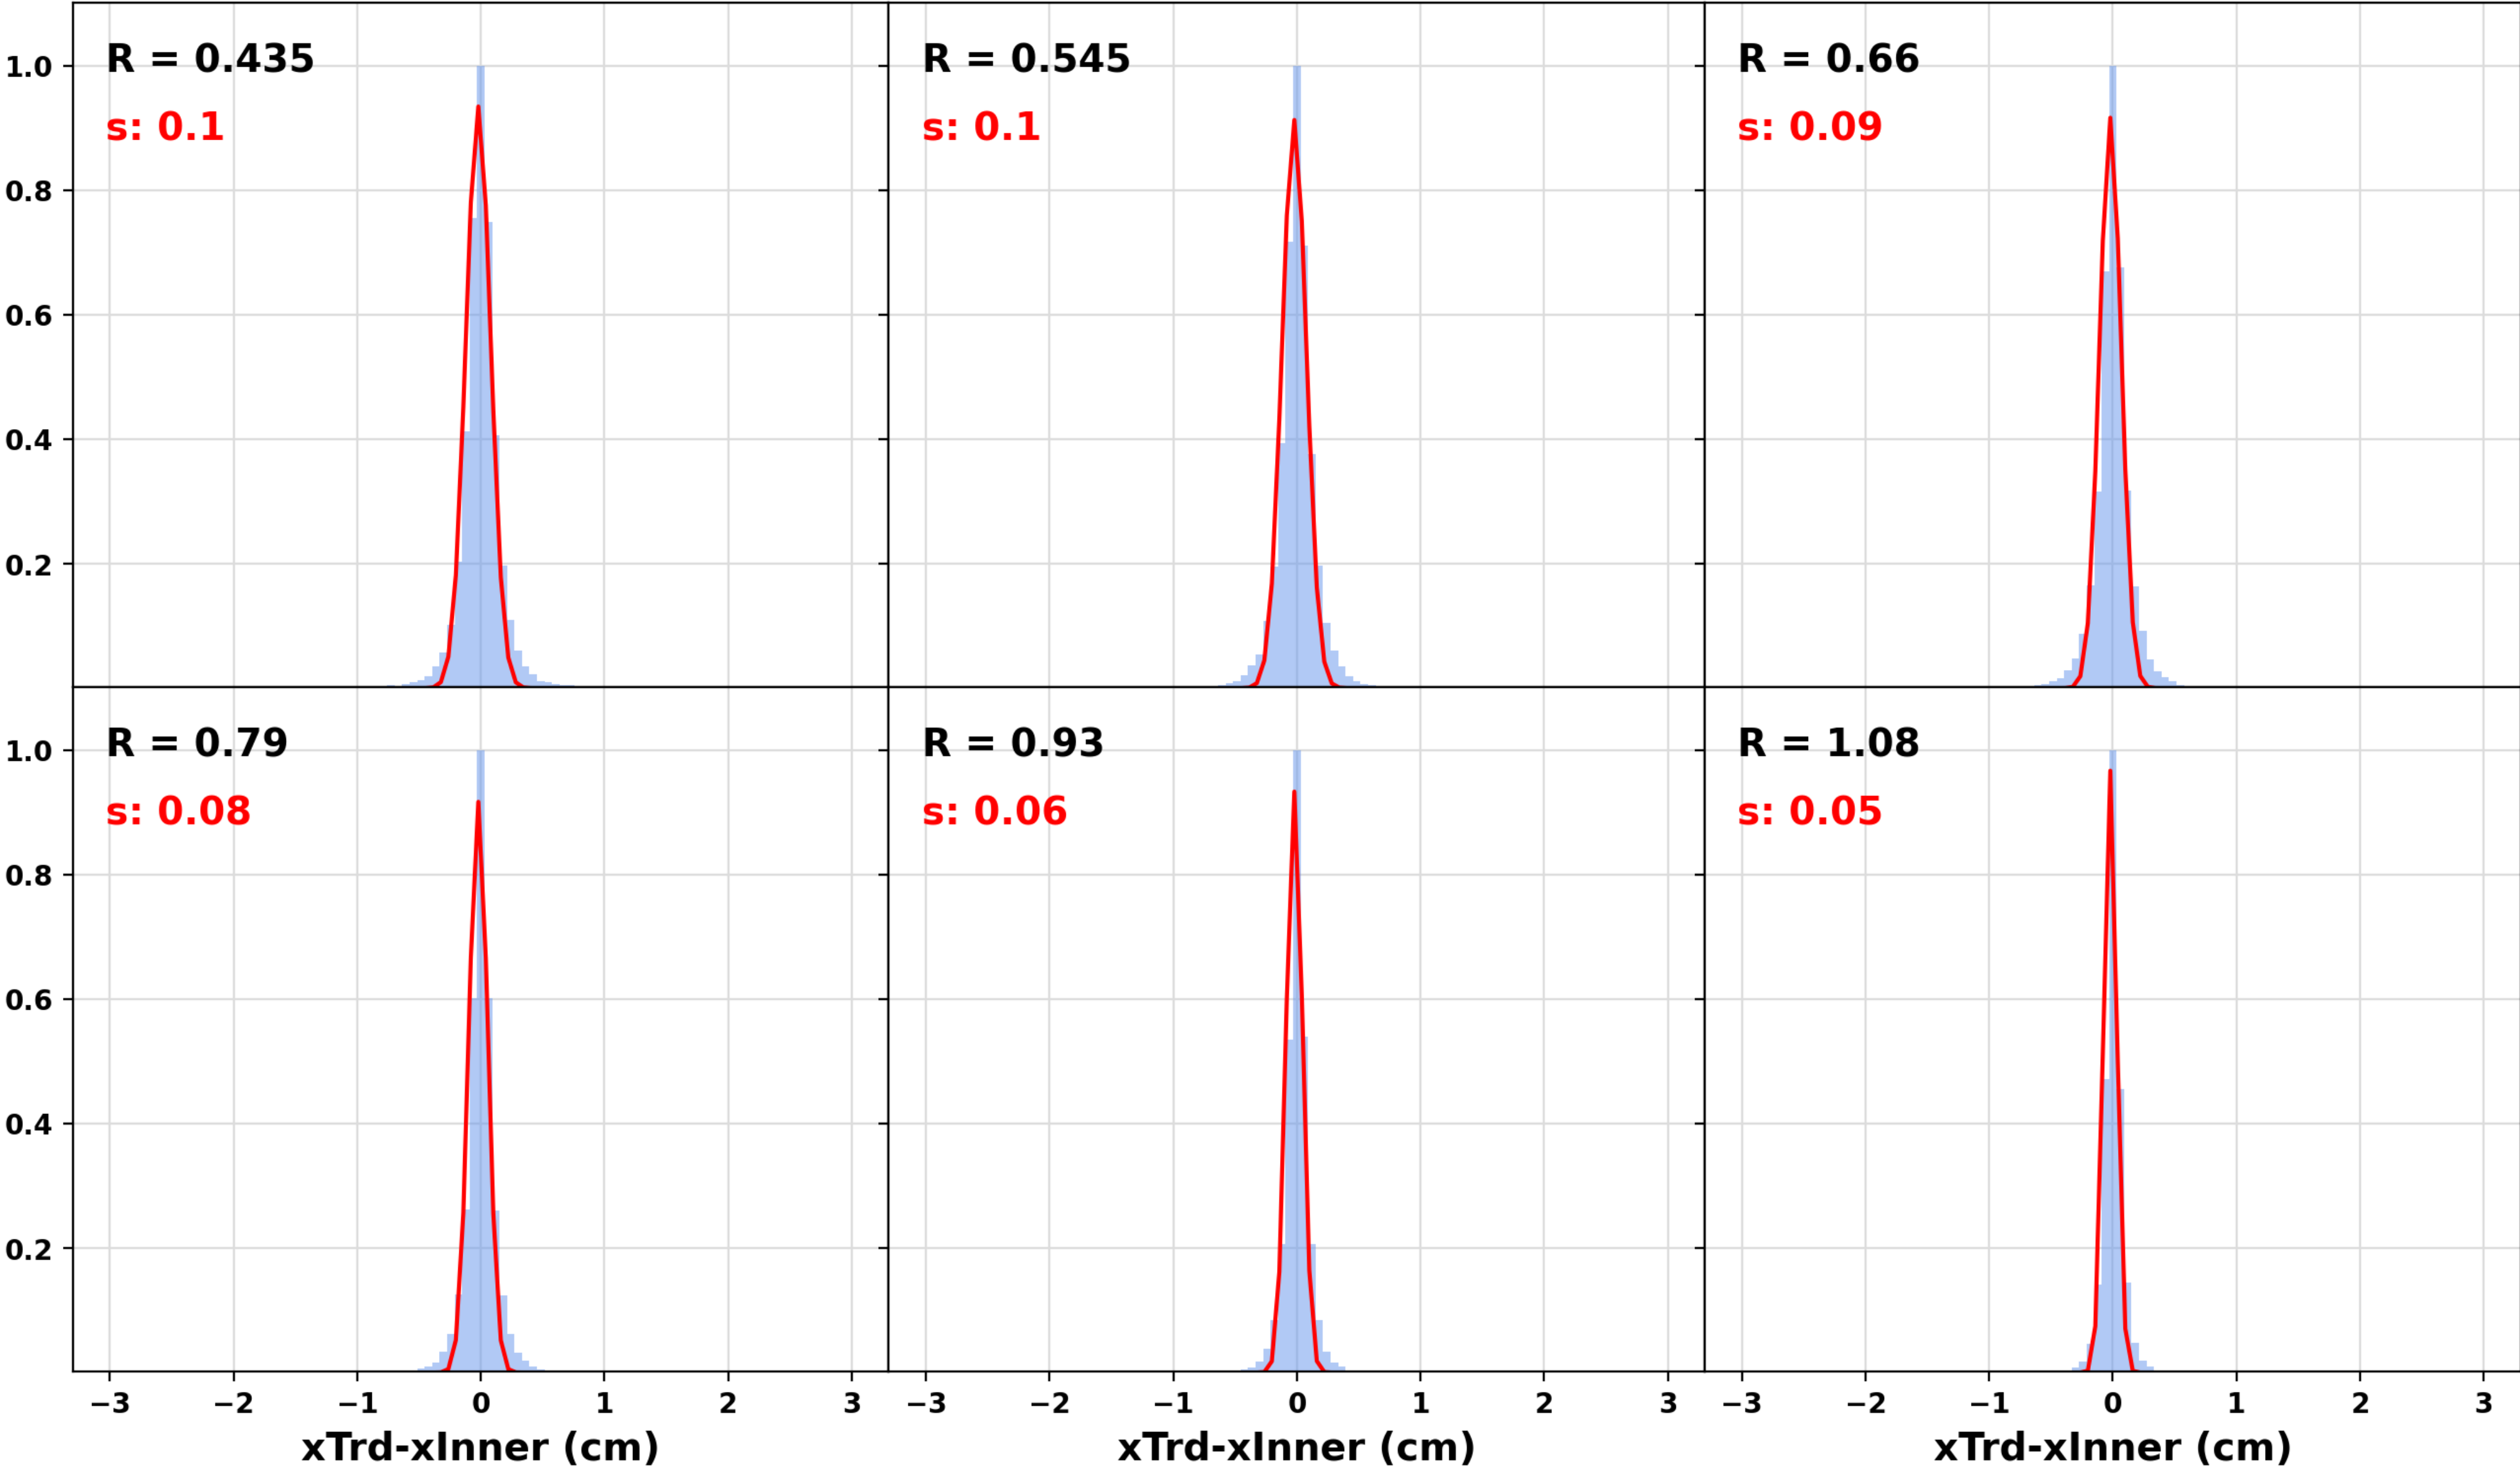 R = 0.435
R = 0.545
R = 0.66
s: 0.1
s: 0.1
s: 0.09
1.0
0.8
0.6
0.4
0.2
R = 0.79
R = 0.93
R = 1.08
s: 0.08
s: 0.06
s: 0.05
1.0
0.8
0.6
0.4
0.2
−3 −2 −1 0 1 2 3
−3 −2 −1 0 1 2 3
−3 −2 −1 0 1 2 3
xTrd-xInner (cm)
xTrd-xInner (cm)
xTrd-xInner (cm)